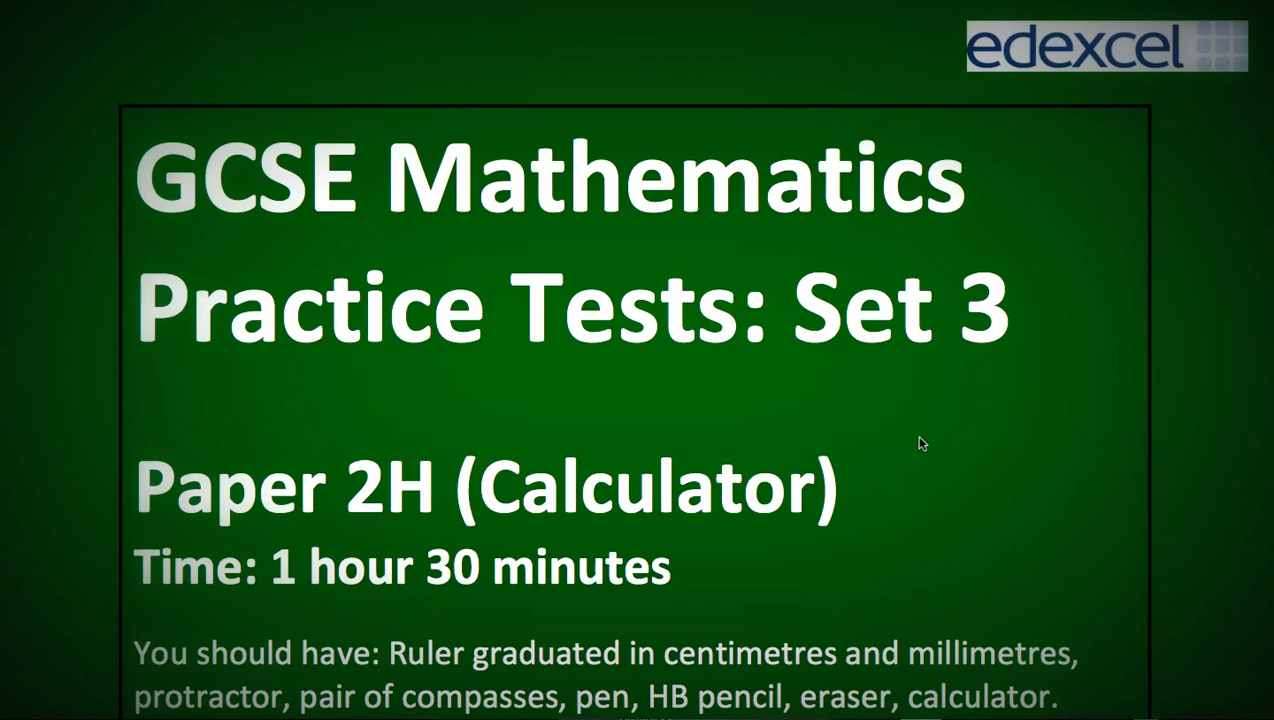 edexcel
GCSE Mathematics
Practice Tests: Set 3
Paper 2H (Calculator)
Time: 1 hour 30 minutes
You should have: Ruler graduated in centimetres and millimetres,
protractor, pair of compasses, pen, HB pencil, eraser, calculator.